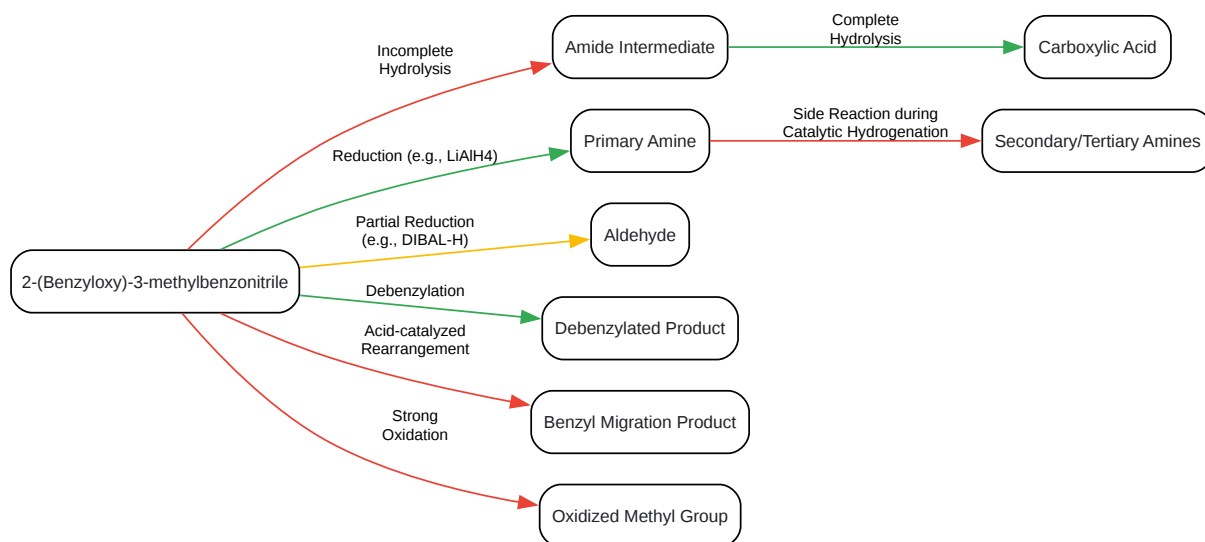 Incomplete
Hydrolysis
Amide Intermediate
Complete
Hydrolysis
Carboxylic Acid
Reduction (e.g., LiAlH4)
Primary Amine
Side Reaction during
Catalytic Hydrogenation
Secondary/Tertiary Amines
Partial Reduction
(e.g., DIBAL-H)
Aldehyde
2-(Benzyloxy)-3-methylbenzonitrile
Debenzylation
Debenzylated Product
Acid-catalyzed
Rearrangement
Benzyl Migration Product
Strong
Oxidation
Oxidized Methyl Group